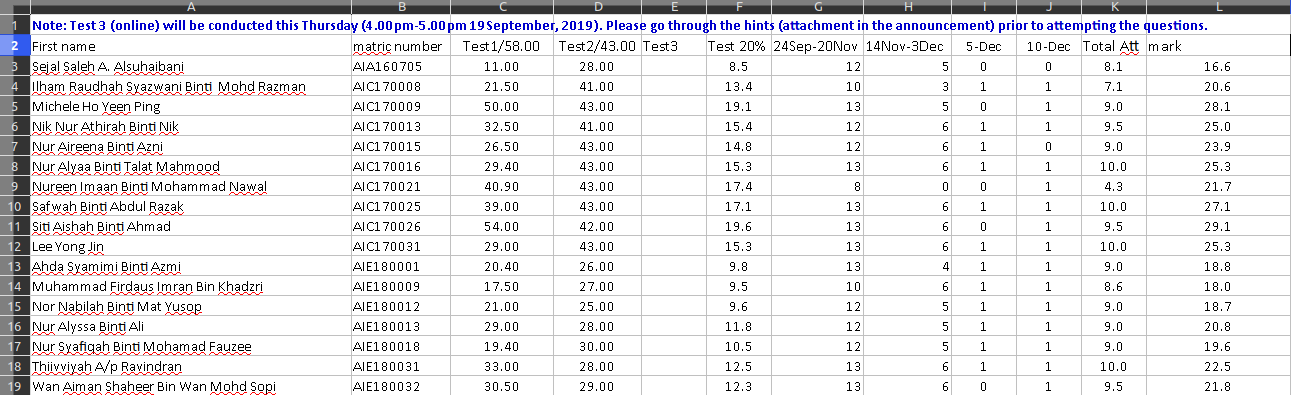 A B C D E F G H I J K L
1 Note: Test 3 (online) will be conducted this Thursday (4.00pm-5.00pm 19September, 2019). Please go through the hints (attachment in the announcement) prior to attempting the questions.
2 First name matric number Test1/58.00 Test2/43.00 Test3 Test 20% 24Sep-20Nov 14Nov-3Dec 5-Dec 10-Dec Total Att mark
3 Sejal Saleh A. Alsuhaibani AIA160705 11.00 28.00 8.5 12 5 0 0 8.1 16.6
4 Ilham Raudhah Syazwani Binti Mohd Razman AIC170008 21.50 41.00 13.4 10 3 1 1 7.1 20.6
5 Michele Ho Yeen Ping AIC170009 50.00 43.00 19.1 13 5 0 1 9.0 28.1
6 Nik Nur Athirah Binti Nik AIC170013 32.50 41.00 15.4 12 6 1 1 9.5 25.0
7 Nur Aireena Binti Azni AIC170015 26.50 43.00 14.8 12 6 1 0 9.0 23.9
8 Nur Alyaa Binti Talat Mahmood AIC170016 29.40 43.00 15.3 13 6 1 1 10.0 25.3
9 Nureen Imaan Binti Mohammad Nawal AIC170021 40.90 43.00 17.4 8 0 0 1 4.3 21.7
10 Safwah Binti Abdul Razak AIC170025 39.00 43.00 17.1 13 6 1 1 10.0 27.1
11 Siti Aishah Binti Ahmad AIC170026 54.00 42.00 19.6 13 6 0 1 9.5 29.1
12 Lee Yong Jin AIC170031 29.00 43.00 15.3 13 6 1 1 10.0 25.3
13 Ahda Syamimi Binti Azmi AIE180001 20.40 26.00 9.8 13 4 1 1 9.0 18.8
14 Muhammad Firdaus Imran Bin Khadzri AIE180009 17.50 27.00 9.5 10 6 1 1 8.6 18.0
15 Nor Nabilah Binti Mat Yusop AIE180012 21.00 25.00 9.6 12 5 1 1 9.0 18.7
16 Nur Alyssa Binti Ali AIE180013 29.00 28.00 11.8 12 5 1 1 9.0 20.8
17 Nur Syafiqah Binti Mohamad Fauzee AIE180018 19.40 30.00 10.5 12 5 1 1 9.0 19.6
18 Thiivviyah A/p Ravindran AIE180031 33.00 28.00 12.5 13 6 1 1 10.0 22.5
19 Wan Aiman Shaheer Bin Wan Mohd Sopi AIE180032 30.50 29.00 12.3 13 6 0 1 9.5 21.8